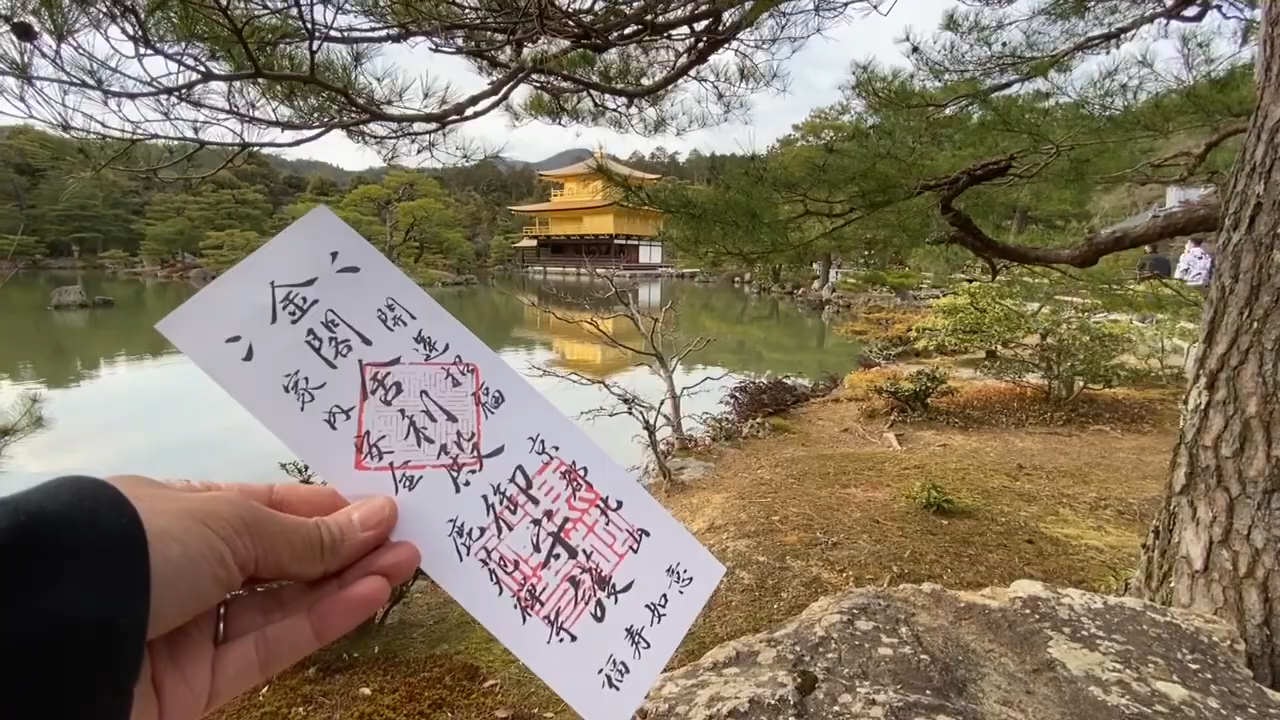 開運招福
金閣舎利殿御守護
家内安全
京都北山
鹿苑禅寺
福寿如意